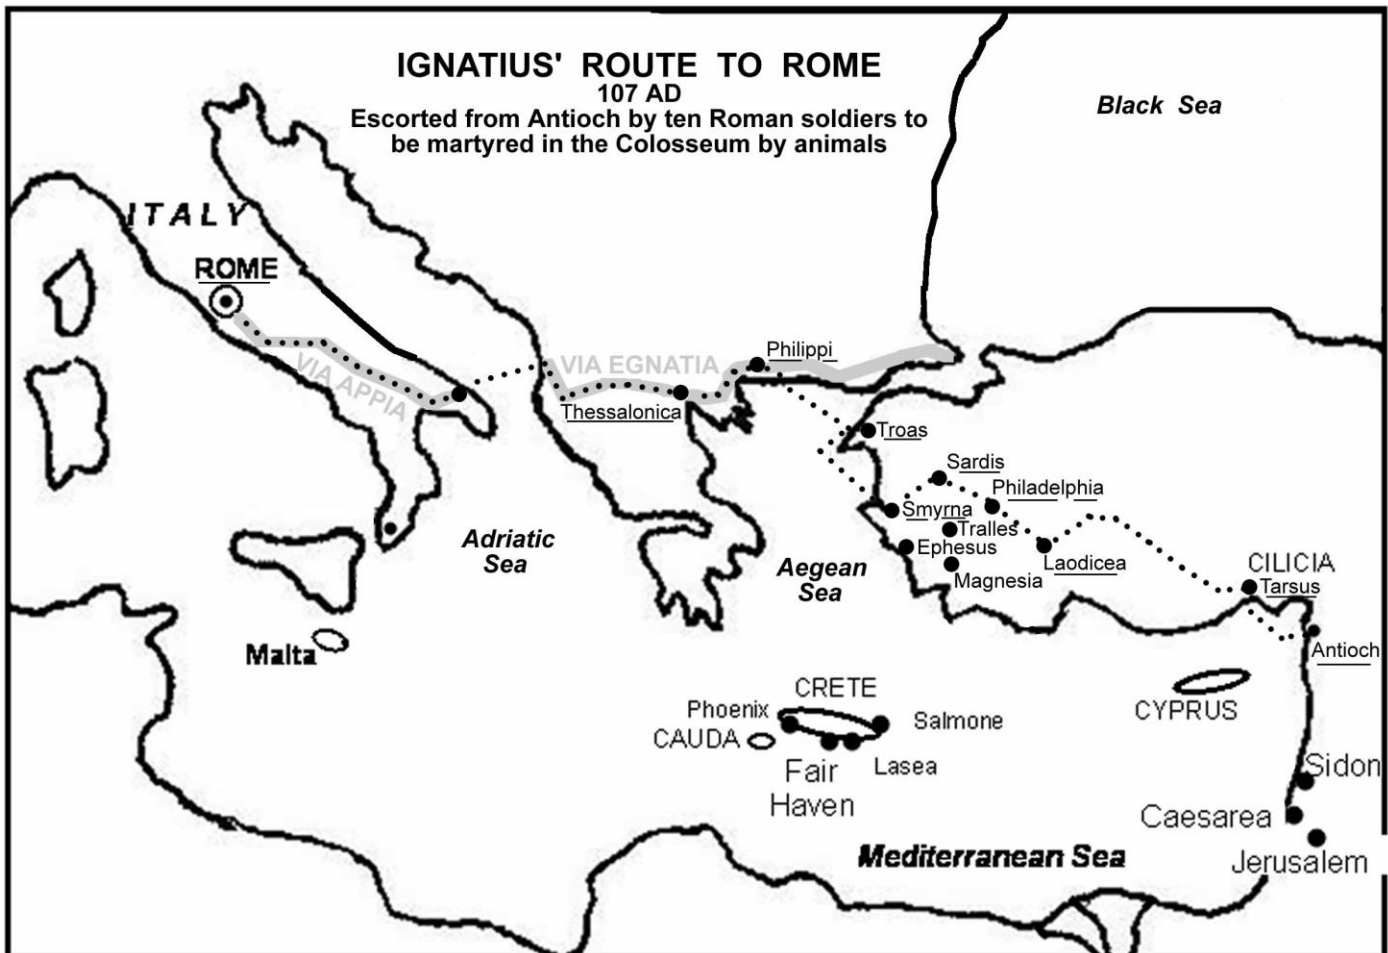 IGNATIUS' ROUTE TO ROME
107 AD
Escorted from Antioch by ten Roman soldiers to
be martyred in the Colosseum by animals
Black Sea
ITALY
ROME
VIA APPIA
VIA EGNATIA
Philippi
Thessalonica
Troas
Sardis
Philadelphia
Smyrna
Tralles
Ephesus
Laodicea
Magnesia
CILICIA
Tarsus
Antioch
Adriatic
Sea
Aegean
Sea
Malta
CRETE
Phoenix
Salmone
CAUDA
Lasea
Fair
Haven
CYPRUS
Sidon
Caesarea
Jerusalem
Mediterranean Sea